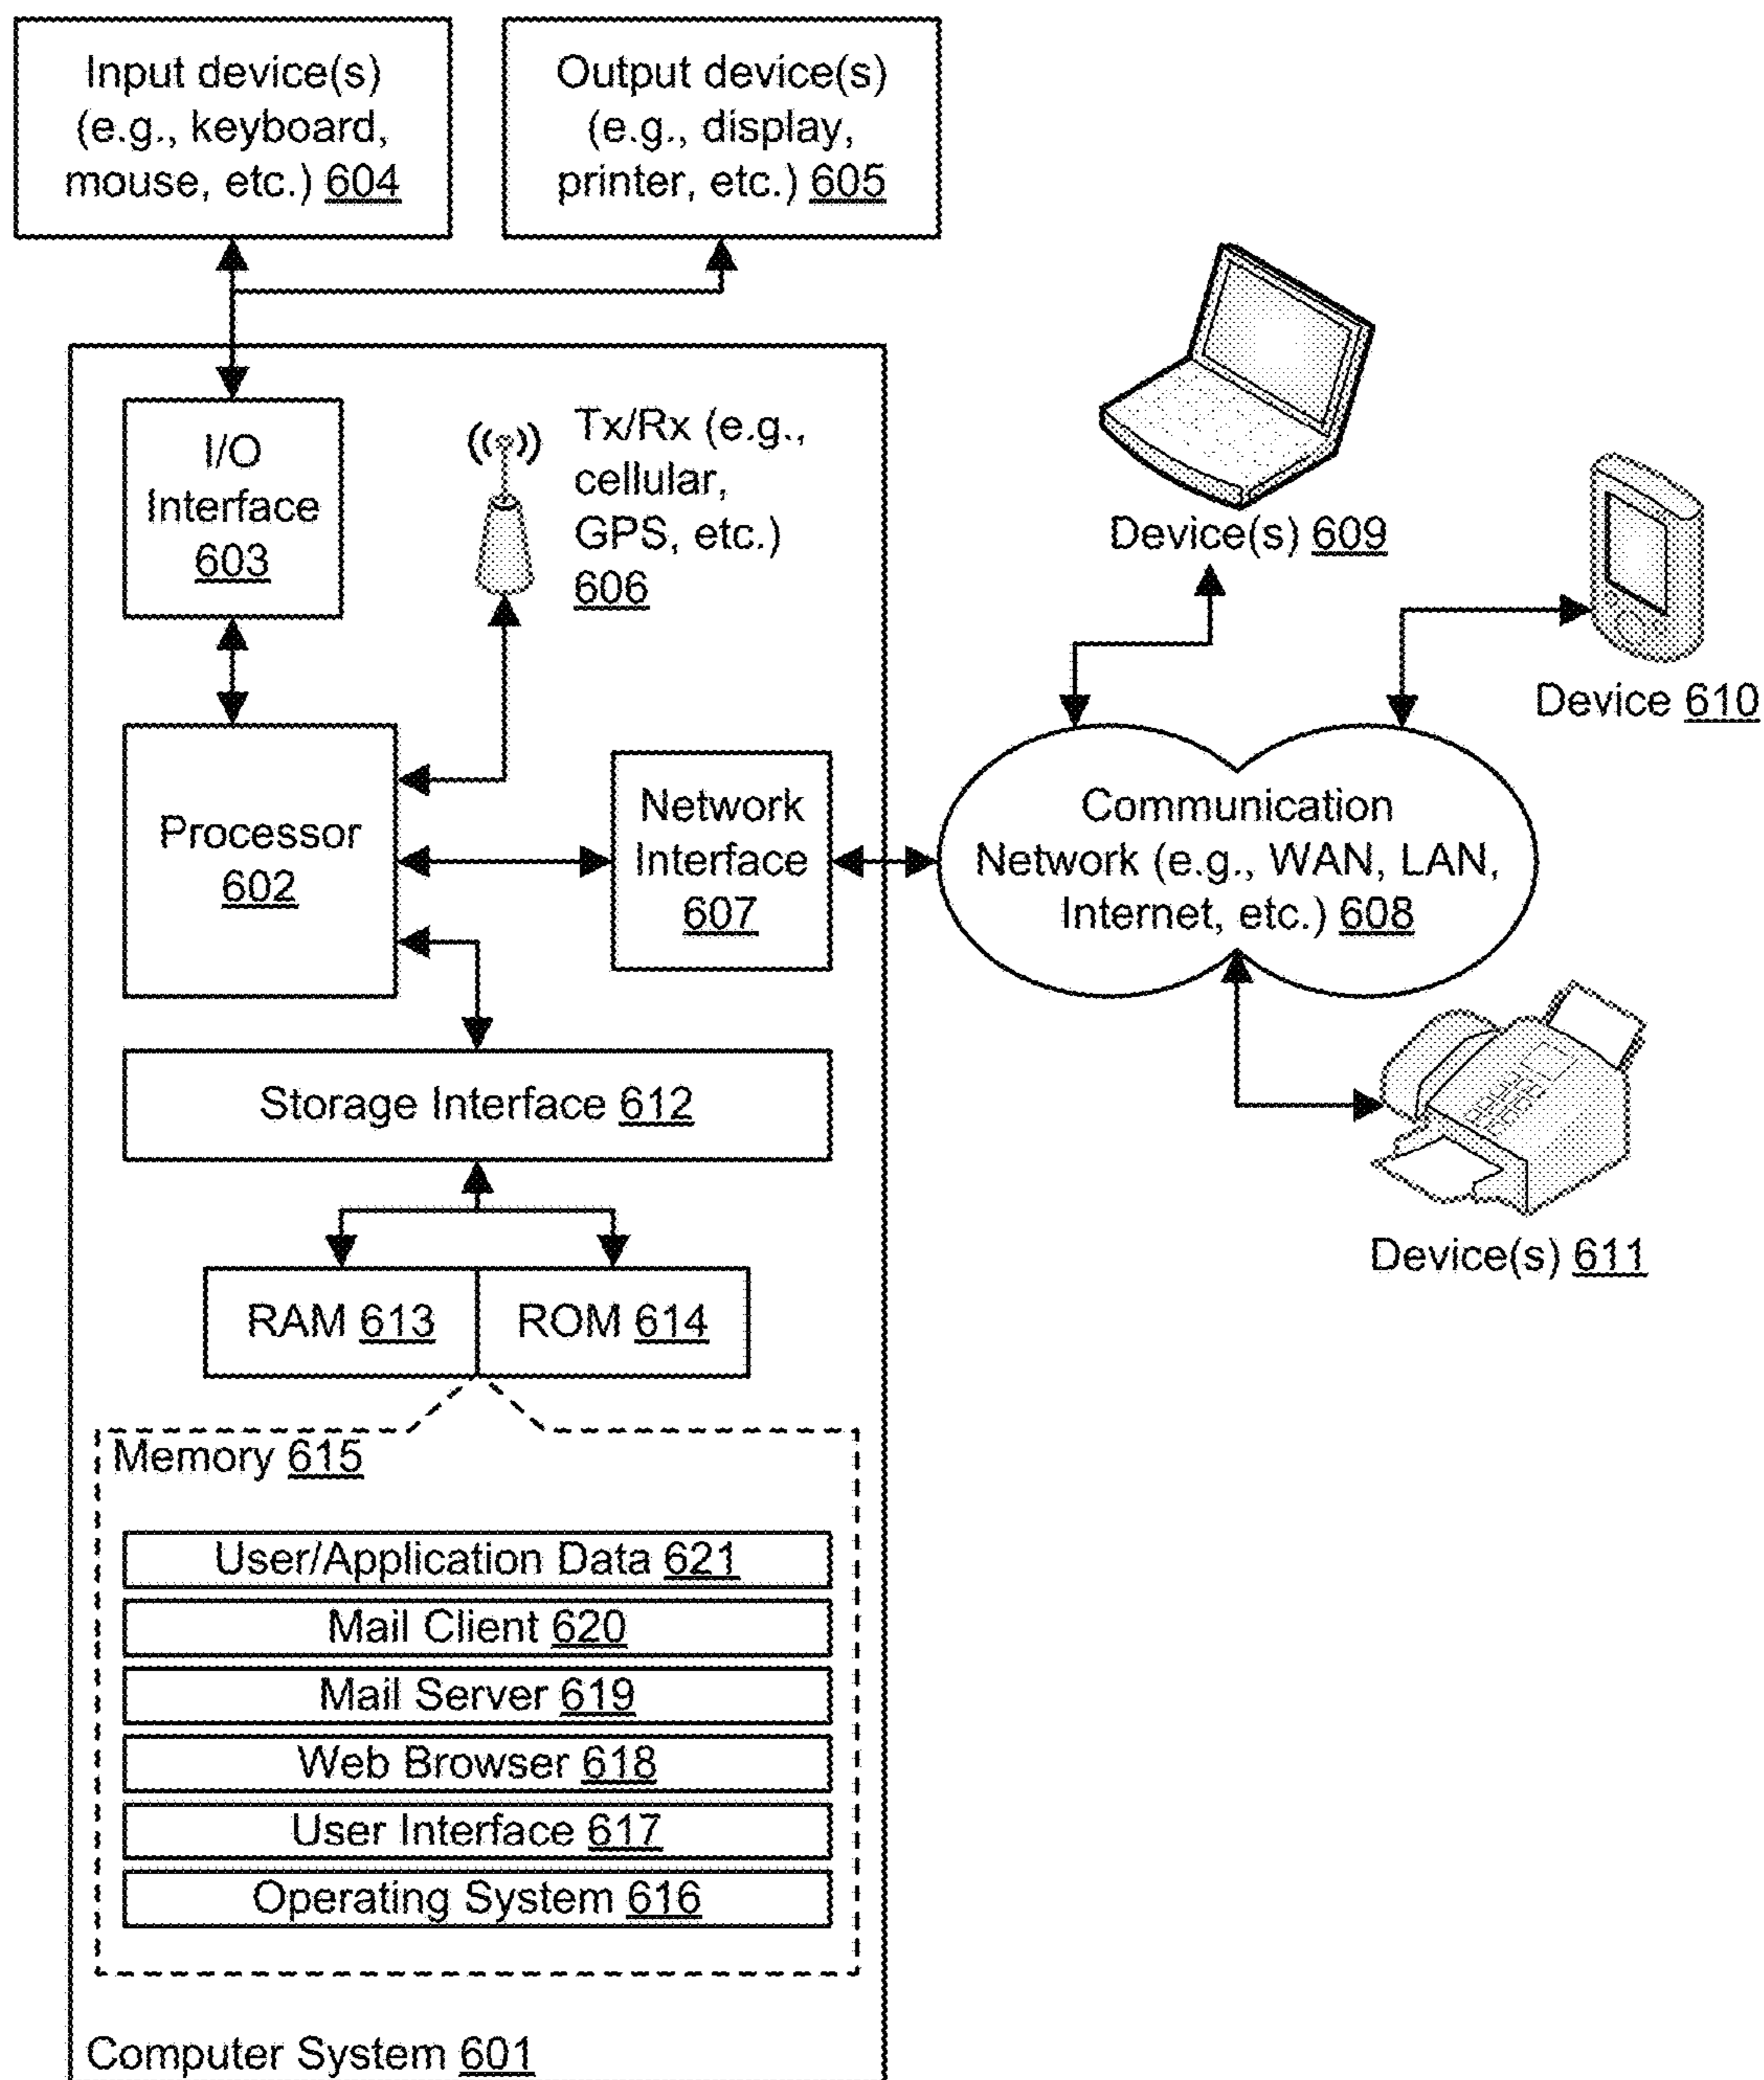 Input device(s)
(e.g., keyboard,
mouse, etc.) 604
Output device(s)
(e.g., display,
printer, etc.) 605
I/O
Interface
603
Tx/Rx (e.g.,
cellular,
GPS, etc.)
606
Device(s) 609
Device 610
Processor
602
Network
Interface
607
Communication
Network (e.g., WAN, LAN,
Internet, etc.) 608
Storage Interface 612
Device(s) 611
RAM 613
ROM 614
Memory 615
User/Application Data 621
Mail Client 620
Mail Server 619
Web Browser 618
User Interface 617
Operating System 616
Computer System 601